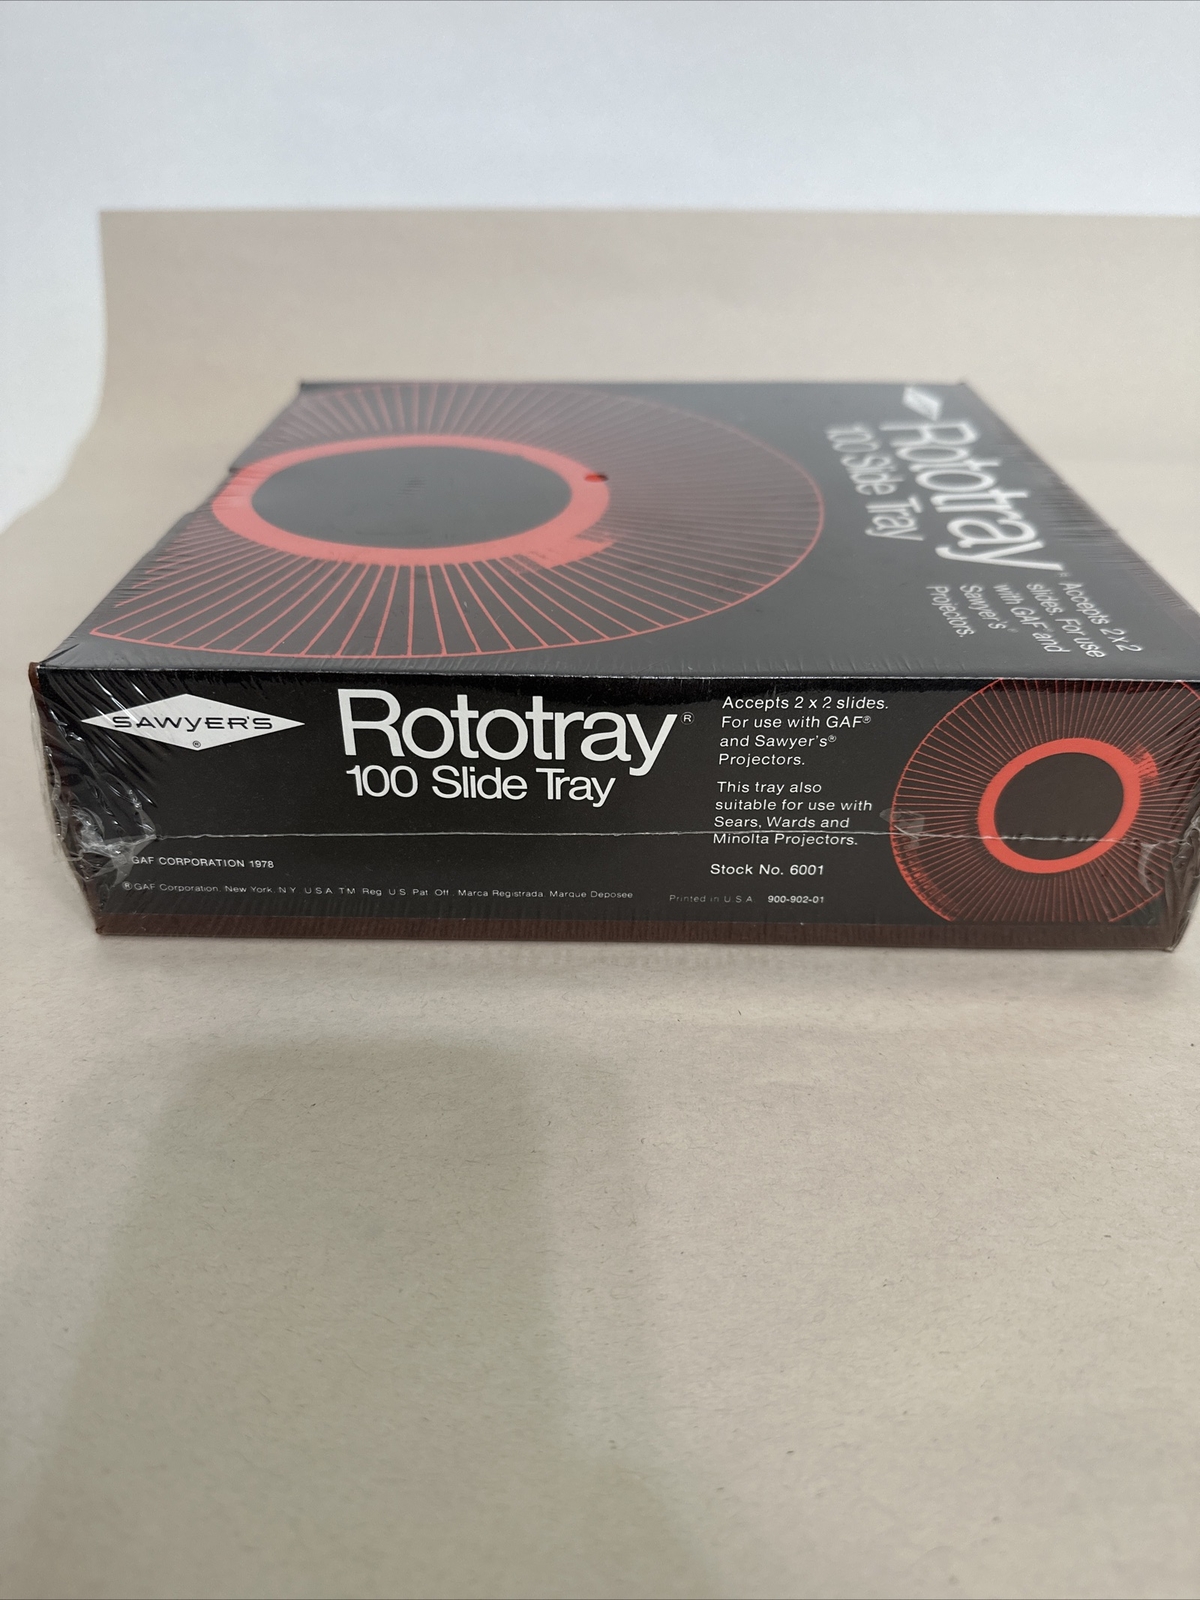 Rototray
100 Slide Tray
Accepts 2x2
slides. For use
with GAF and
Sawyer's®
Projectors.
SAWYER'S
®
Rototray®
100 Slide Tray
Accepts 2 x 2 slides.
For use with GAF®
and Sawyer's®
Projectors.
This tray also
suitable for use with
Sears, Wards and
Minolta Projectors.
Stock No. 6001
GAF CORPORATION 1978
®GAF Corporation, New York, N.Y. U.S.A. T.M. Reg. U.S. Pat. Off., Marca Registrada, Marque Deposee
Printed in U.S.A. 900-902-01